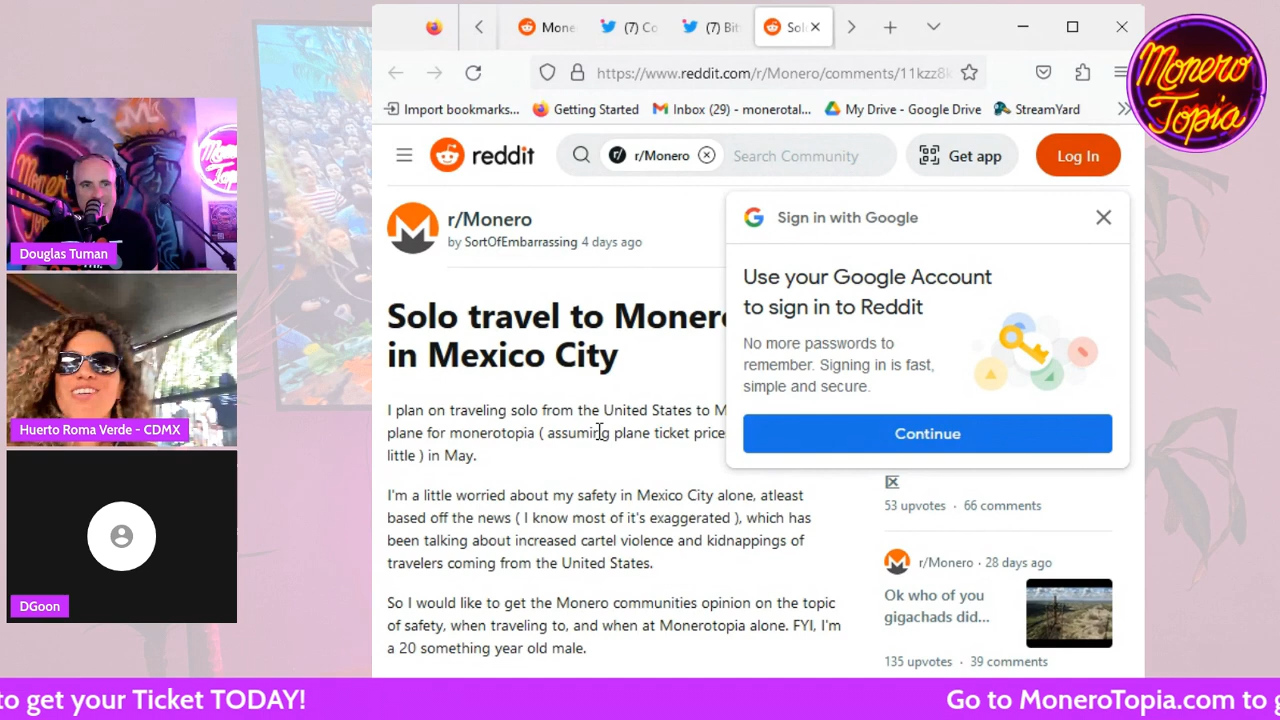 Mone
(7) Co
(7) Bit
Solo
https://www.reddit.com/r/Monero/comments/11kzz8k
Import bookmarks...
Getting Started
Inbox (29) - monerotal...
My Drive - Google Drive
StreamYard
Monero
Topia
reddit
r/Monero
Search Community
Get app
Log In
r/Monero
by SortOfEmbarrassing 4 days ago
Solo travel to Monero
in Mexico City
I plan on traveling solo from the United States to M
plane for monerotopia ( assuming plane ticket price
little ) in May.
I'm a little worried about my safety in Mexico City alone, atleast
based off the news ( I know most of it's exaggerated ), which has
been talking about increased cartel violence and kidnappings of
travelers coming from the United States.
So I would like to get the Monero communities opinion on the topic
of safety, when traveling to, and when at Monerotopia alone. FYI, I'm
a 20 something year old male.
Sign in with Google
Use your Google Account
to sign in to Reddit
No more passwords to
remember. Signing in is fast,
simple and secure.
Continue
53 upvotes · 66 comments
r/Monero · 28 days ago
Ok who of you
gigachads did...
135 upvotes · 39 comments
Douglas Tuman
Huerto Roma Verde - CDMX
DGoon
to get your Ticket TODAY!
Go to MoneroTopia.com to g